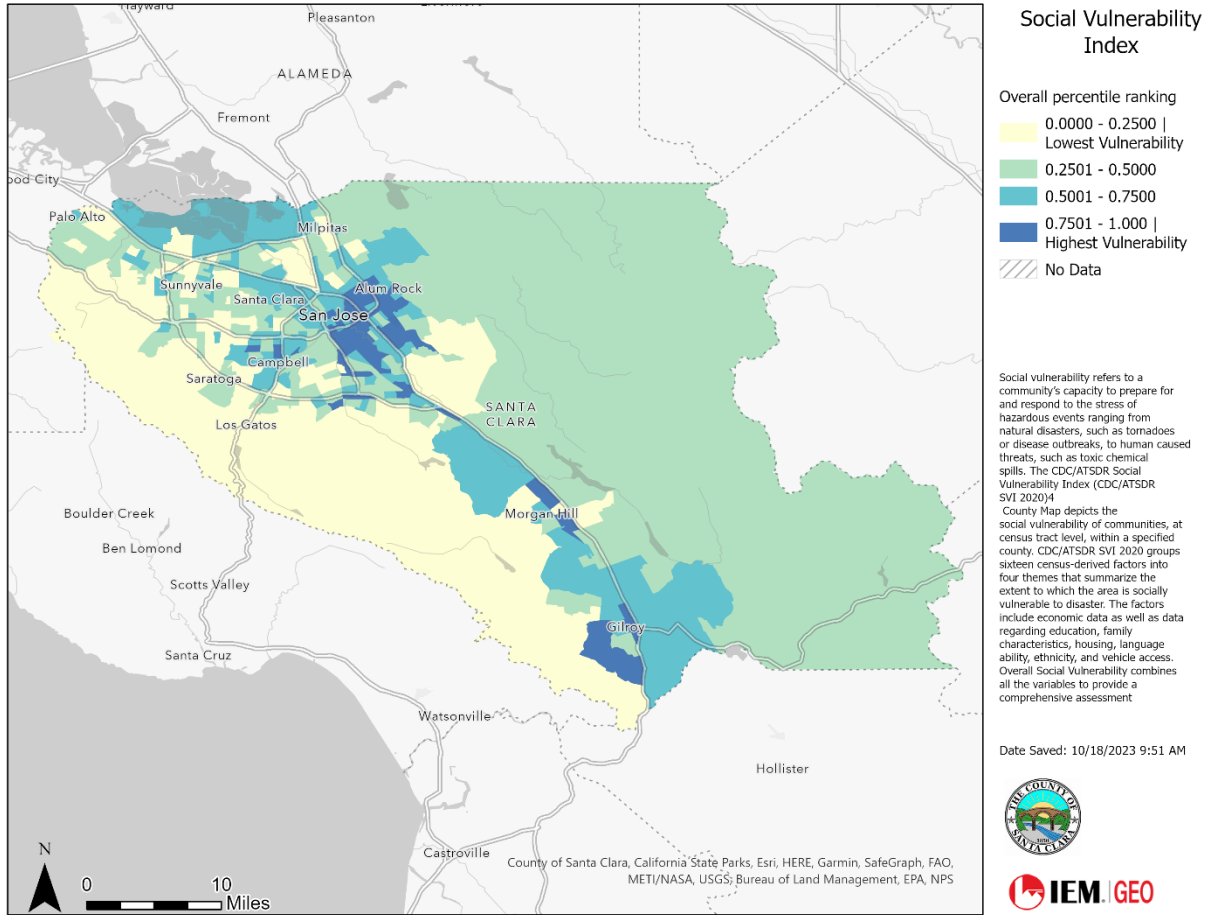 Hayward
Pleasanton
Livermore
ALAMEDA
Fremont
ood City
Palo Alto
Milpitas
Sunnyvale
Santa Clara
Alum Rock
San Jose
Campbell
Saratoga
Los Gatos
SANTA
CLARA
Boulder Creek
Morgan Hill
Ben Lomond
Scotts Valley
Gilroy
Santa Cruz
Watsonville
Hollister
Castroville
N
0 10
Miles
County of Santa Clara, California State Parks, Esri, HERE, Garmin, SafeGraph, FAO,
METI/NASA, USGS, Bureau of Land Management, EPA, NPS
Social Vulnerability
Index
Overall percentile ranking
0.0000 - 0.2500 |
Lowest Vulnerability
0.2501 - 0.5000
0.5001 - 0.7500
0.7501 - 1.000 |
Highest Vulnerability
No Data
Social vulnerability refers to a
community's capacity to prepare for
and respond to the stress of
hazardous events ranging from
natural disasters, such as tornadoes
or disease outbreaks, to human caused
threats, such as toxic chemical
spills. The CDC/ATSDR Social
Vulnerability Index (CDC/ATSDR
SVI 2020)4
County Map depicts the
social vulnerability of communities, at
census tract level, within a specified
county. CDC/ATSDR SVI 2020 groups
sixteen census-derived factors into
four themes that summarize the
extent to which the area is socially
vulnerable to disaster. The factors
include economic data as well as data
regarding education, family
characteristics, housing, language
ability, ethnicity, and vehicle access.
Overall Social Vulnerability combines
all the variables to provide a
comprehensive assessment
Date Saved: 10/18/2023 9:51 AM
THE COUNTY OF
SANTA CLARA
1850
IEM. | GEO